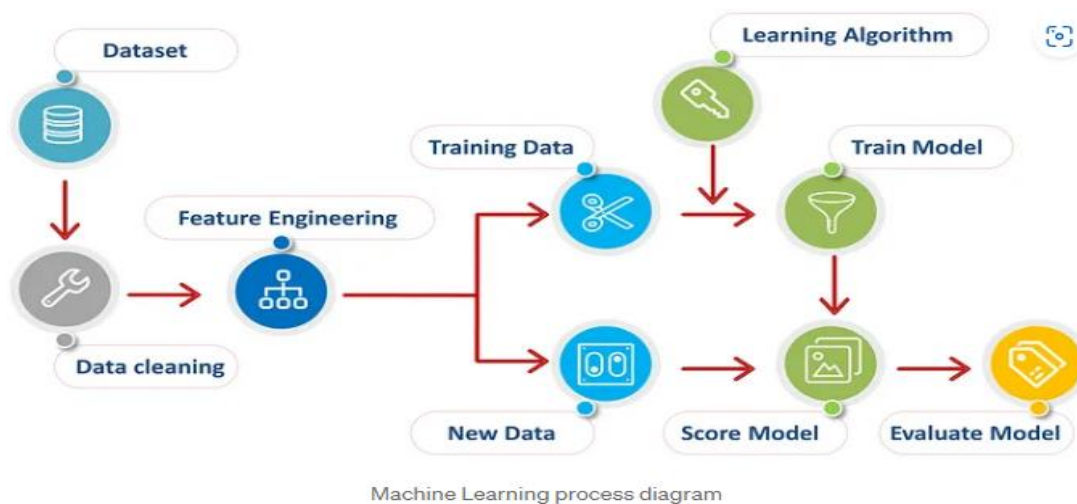 Dataset
Learning Algorithm
Training Data
Train Model
Feature Engineering
Data cleaning
New Data
Score Model
Evaluate Model
Machine Learning process diagram